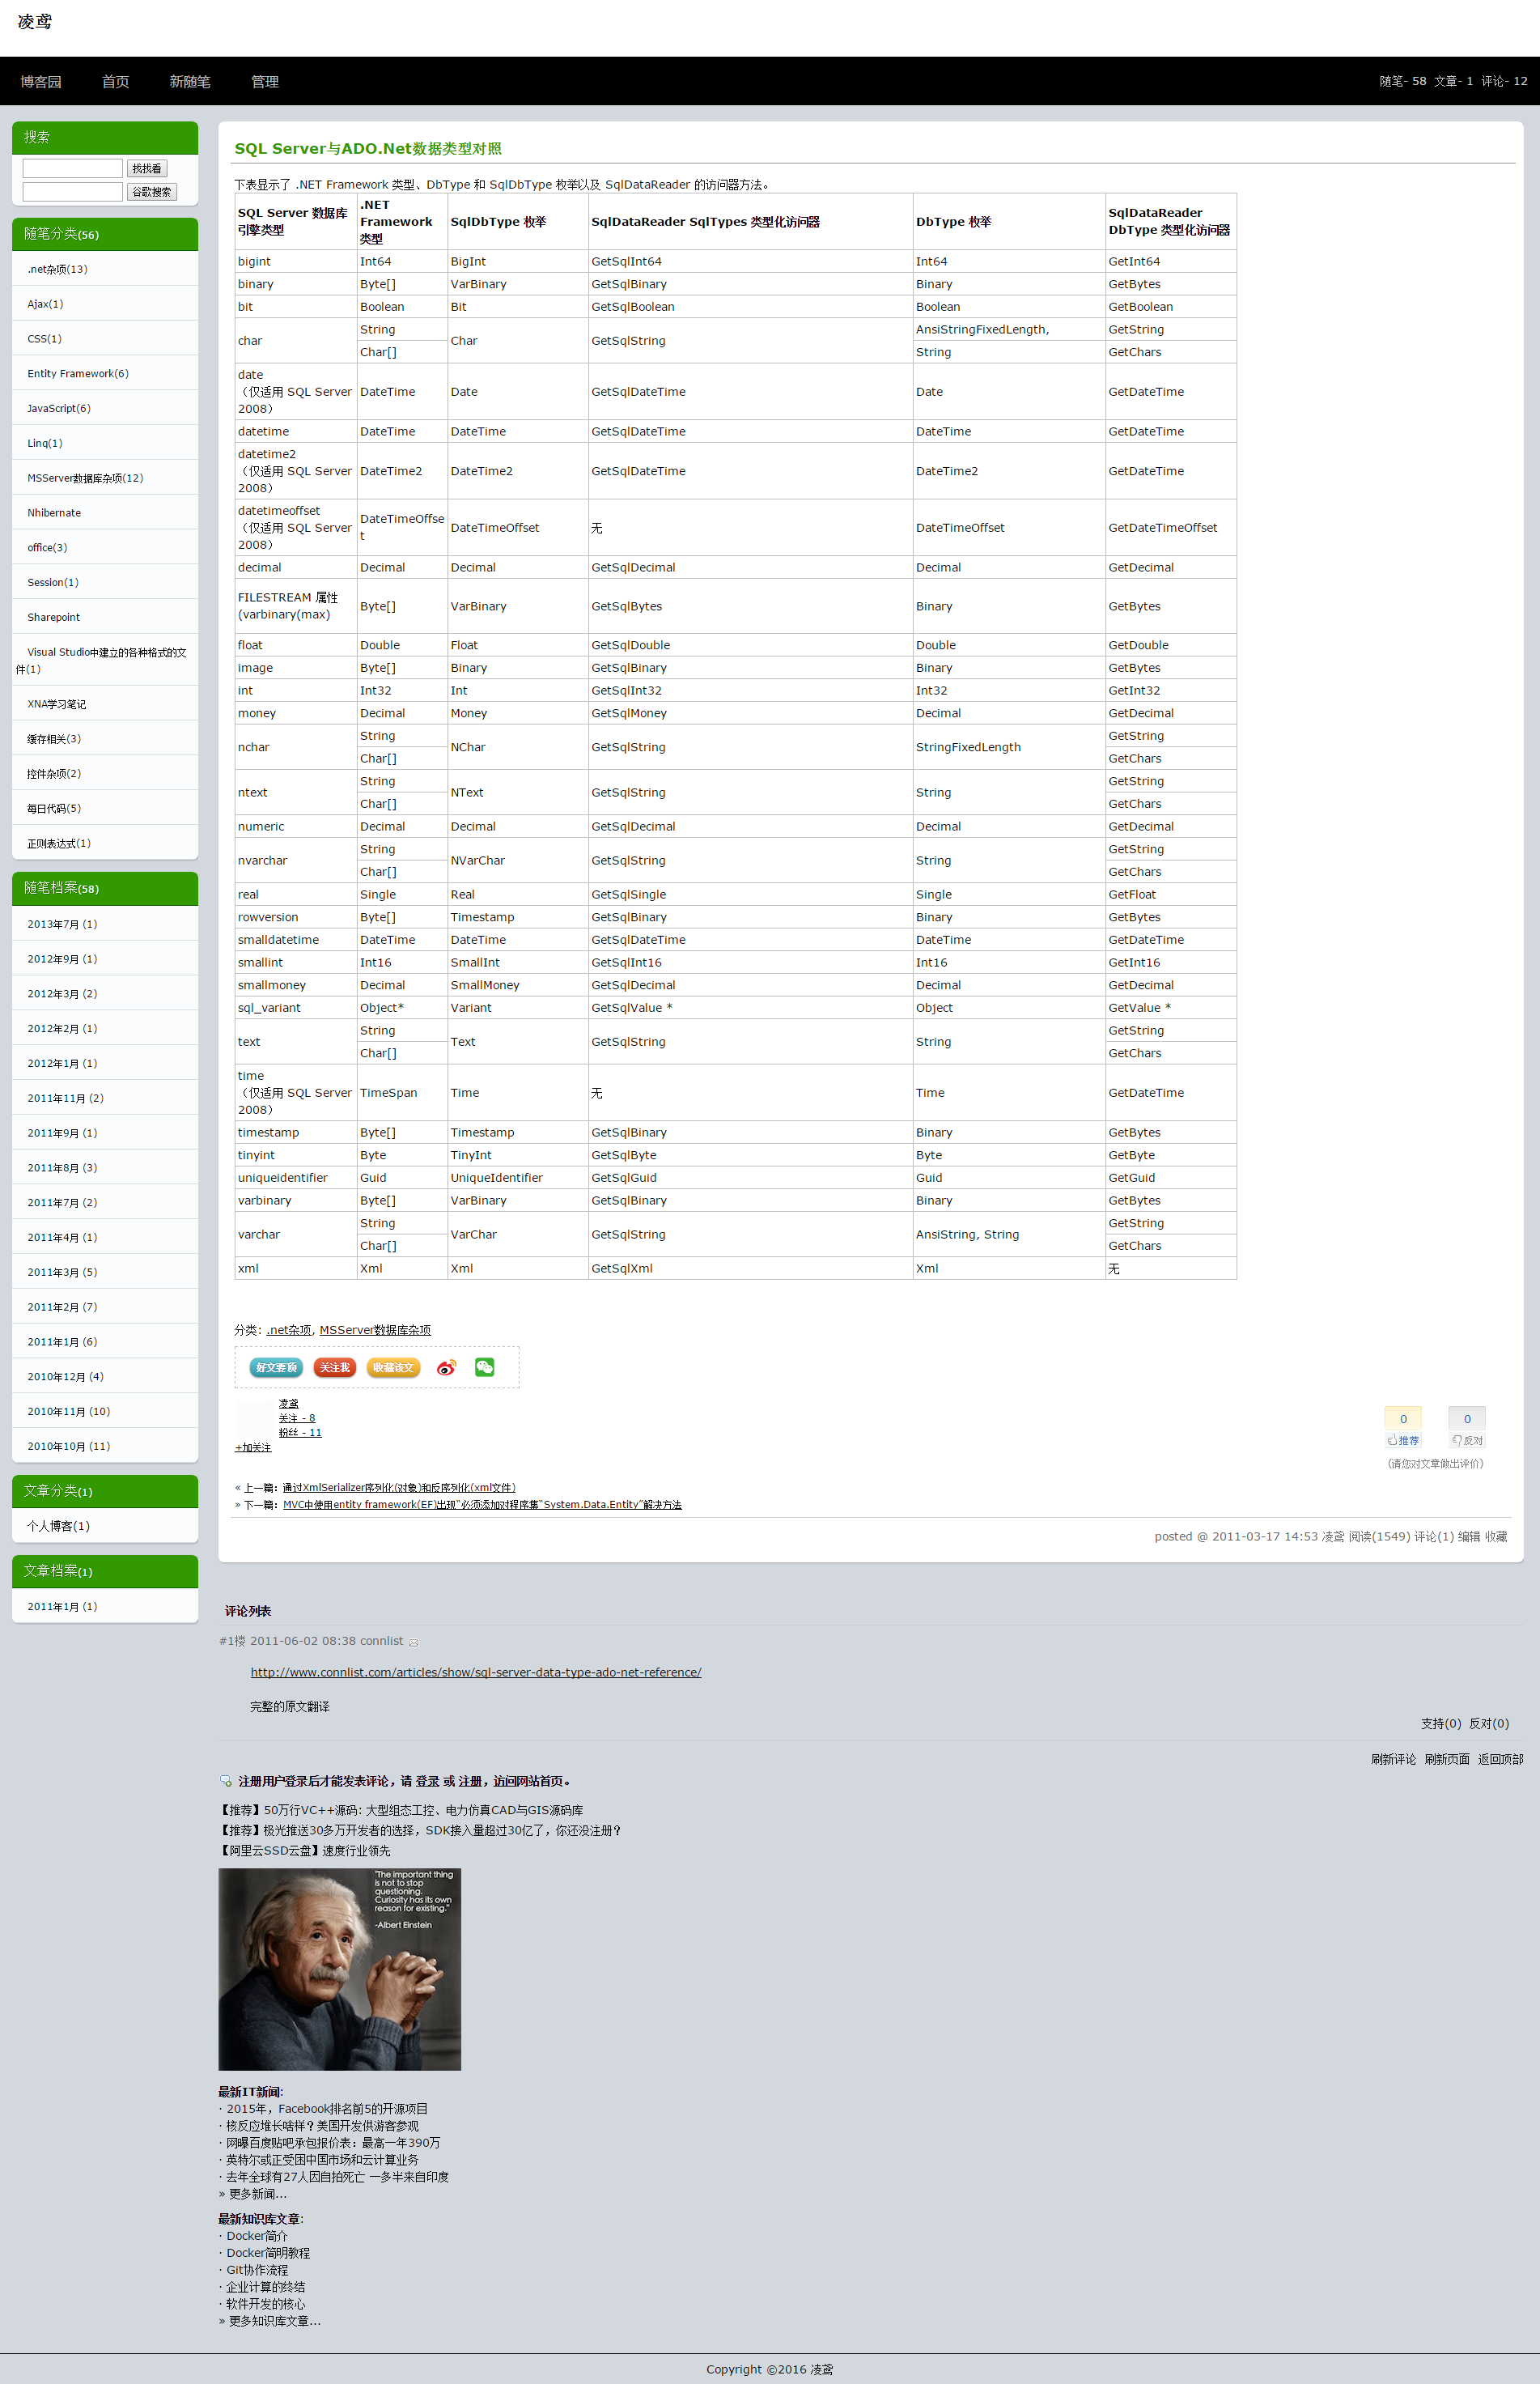 凌鸢
博客园 首页 新随笔 管理
随笔- 58 文章- 1 评论- 12
搜索
找找看
谷歌搜索
随笔分类(56)
.net杂项(13)
Ajax(1)
CSS(1)
Entity Framework(6)
JavaScript(6)
Linq(1)
MSServer数据库杂项(12)
Nhibernate
office(3)
Session(1)
Sharepoint
Visual Studio中建立的各种格式的文
件(1)
XNA学习笔记
缓存相关(3)
控件杂项(2)
每日代码(5)
正则表达式(1)
随笔档案(58)
2013年7月 (1)
2012年9月 (1)
2012年3月 (2)
2012年2月 (1)
2012年1月 (1)
2011年11月 (2)
2011年9月 (1)
2011年8月 (3)
2011年7月 (2)
2011年4月 (1)
2011年3月 (5)
2011年2月 (7)
2011年1月 (6)
2010年12月 (4)
2010年11月 (10)
2010年10月 (11)
文章分类(1)
个人博客(1)
文章档案(1)
2011年1月 (1)
SQL Server与ADO.Net数据类型对照
下表显示了 .NET Framework 类型、DbType 和 SqlDbType 枚举以及 SqlDataReader 的访问器方法。
SQL Server 数据库引擎类型 .NET Framework 类型 SqlDbType 枚举 SqlDataReader SqlTypes 类型化访问器 DbType 枚举 SqlDataReader DbType 类型化访问器
bigint Int64 BigInt GetSqlInt64 Int64 GetInt64
binary Byte[] VarBinary GetSqlBinary Binary GetBytes
bit Boolean Bit GetSqlBoolean Boolean GetBoolean
char String Char[] Char GetSqlString AnsiStringFixedLength, String GetString GetChars
date（仅适用 SQL Server 2008） DateTime Date GetSqlDateTime Date GetDateTime
datetime DateTime DateTime GetSqlDateTime DateTime GetDateTime
datetime2（仅适用 SQL Server 2008） DateTime2 DateTime2 GetSqlDateTime DateTime2 GetDateTime
datetimeoffset（仅适用 SQL Server 2008） DateTimeOffset DateTimeOffset 无 DateTimeOffset GetDateTimeOffset
decimal Decimal Decimal GetSqlDecimal Decimal GetDecimal
FILESTREAM 属性(varbinary(max) Byte[] VarBinary GetSqlBytes Binary GetBytes
float Double Float GetSqlDouble Double GetDouble
image Byte[] Binary GetSqlBinary Binary GetBytes
int Int32 Int GetSqlInt32 Int32 GetInt32
money Decimal Money GetSqlMoney Decimal GetDecimal
nchar String Char[] NChar GetSqlString StringFixedLength GetString GetChars
ntext String Char[] NText GetSqlString String GetString GetChars
numeric Decimal Decimal GetSqlDecimal Decimal GetDecimal
nvarchar String Char[] NVarChar GetSqlString String GetString GetChars
real Single Real GetSqlSingle Single GetFloat
rowversion Byte[] Timestamp GetSqlBinary Binary GetBytes
smalldatetime DateTime DateTime GetSqlDateTime DateTime GetDateTime
smallint Int16 SmallInt GetSqlInt16 Int16 GetInt16
smallmoney Decimal SmallMoney GetSqlDecimal Decimal GetDecimal
sql_variant Object* Variant GetSqlValue * Object GetValue *
text String Char[] Text GetSqlString String GetString GetChars
time（仅适用 SQL Server 2008） TimeSpan Time 无 Time GetDateTime
timestamp Byte[] Timestamp GetSqlBinary Binary GetBytes
tinyint Byte TinyInt GetSqlByte Byte GetByte
uniqueidentifier Guid UniqueIdentifier GetSqlGuid Guid GetGuid
varbinary Byte[] VarBinary GetSqlBinary Binary GetBytes
varchar String Char[] VarChar GetSqlString AnsiString, String GetString GetChars
xml Xml Xml GetSqlXml Xml 无
分类: .net杂项, MSServer数据库杂项
好文要顶 关注我 收藏该文
凌鸢
关注 - 8
粉丝 - 11
+加关注
0 0
推荐 反对
(请您对文章做出评价)
« 上一篇：通过XmlSerializer序列化(对象)和反序列化(xml文件)
» 下一篇：MVC中使用entity framework(EF)出现"必须添加对程序集“System.Data.Entity”解决方法
posted @ 2011-03-17 14:53 凌鸢 阅读(1549) 评论(1) 编辑 收藏
评论列表
#1楼 2011-06-02 08:38 connlist
http://www.connlist.com/articles/show/sql-server-data-type-ado-net-reference/
完整的原文翻译
支持(0) 反对(0)
刷新评论 刷新页面 返回顶部
注册用户登录后才能发表评论，请 登录 或 注册，访问网站首页。
【推荐】50万行VC++源码: 大型组态工控、电力仿真CAD与GIS源码库
【推荐】极光推送30多万开发者的选择，SDK接入量超过30亿了，你还没注册？
【阿里云SSD云盘】速度行业领先
"The important thing
is not to stop
questioning.
Curiosity has its own
reason for existing."
-Albert Einstein
最新IT新闻:
· 2015年，Facebook排名前5的开源项目
· 核反应堆长啥样？美国开发供游客参观
· 网曝百度贴吧承包报价表：最高一年390万
· 英特尔或正受困中国市场和云计算业务
· 去年全球有27人因自拍死亡 一多半来自印度
» 更多新闻...
最新知识库文章:
· Docker简介
· Docker简明教程
· Git协作流程
· 企业计算的终结
· 软件开发的核心
» 更多知识库文章...
Copyright ©2016 凌鸢